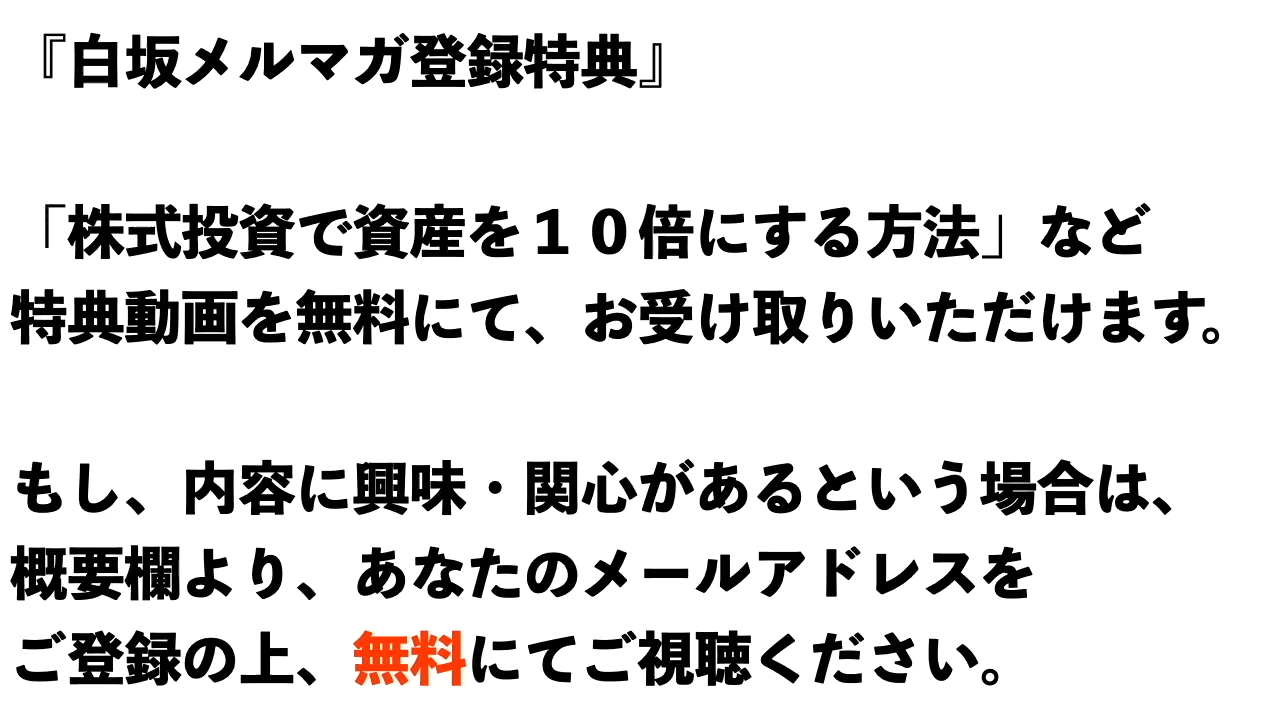 『白坂メルマガ登録特典』
「株式投資で資産を１０倍にする方法」など
特典動画を無料にて、お受け取りいただけます。
もし、内容に興味・関心があるという場合は、
概要欄より、あなたのメールアドレスを
ご登録の上、無料にてご視聴ください。